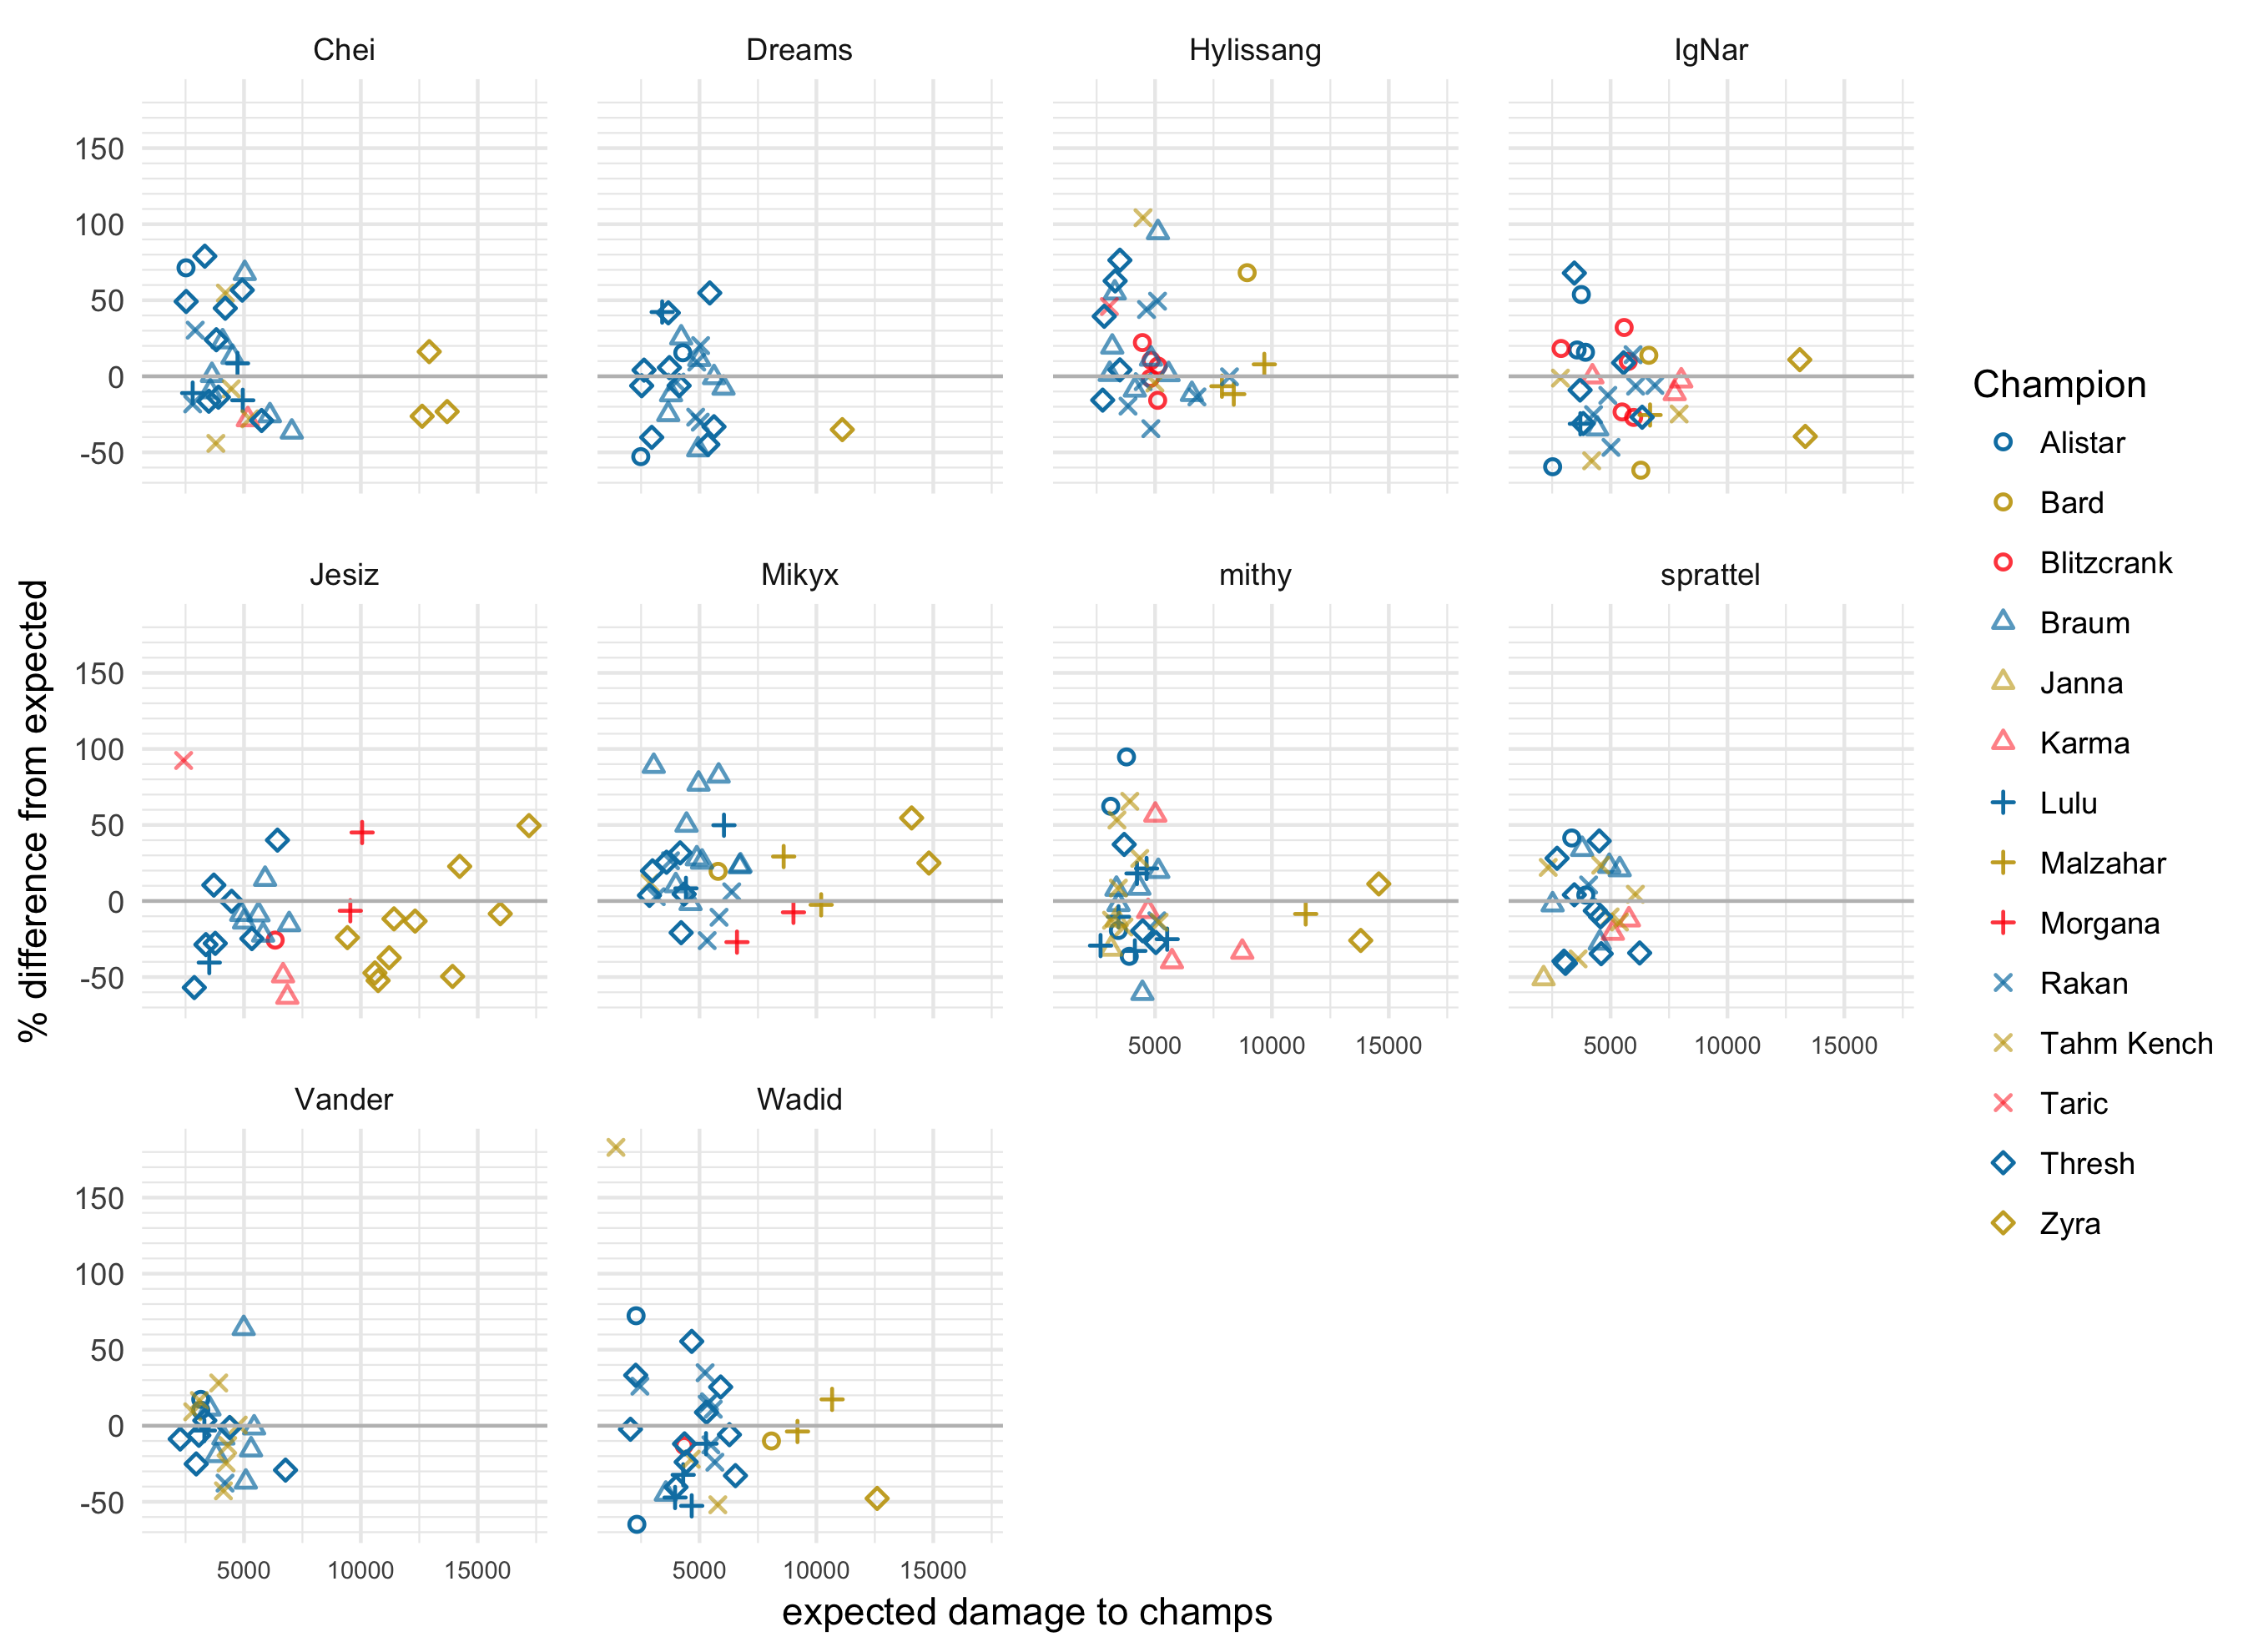 Chei
Dreams
Hylissang
IgNar
150
100
50
0
-50
Jesiz
Mikyx
mithy
sprattel
150
100
50
0
-50
5000 10000 15000
5000 10000 15000
Vander
Wadid
150
100
50
0
-50
5000 10000 15000
5000 10000 15000
expected damage to champs
% difference from expected
Champion
Alistar
Bard
Blitzcrank
Braum
Janna
Karma
Lulu
Malzahar
Morgana
Rakan
Tahm Kench
Taric
Thresh
Zyra